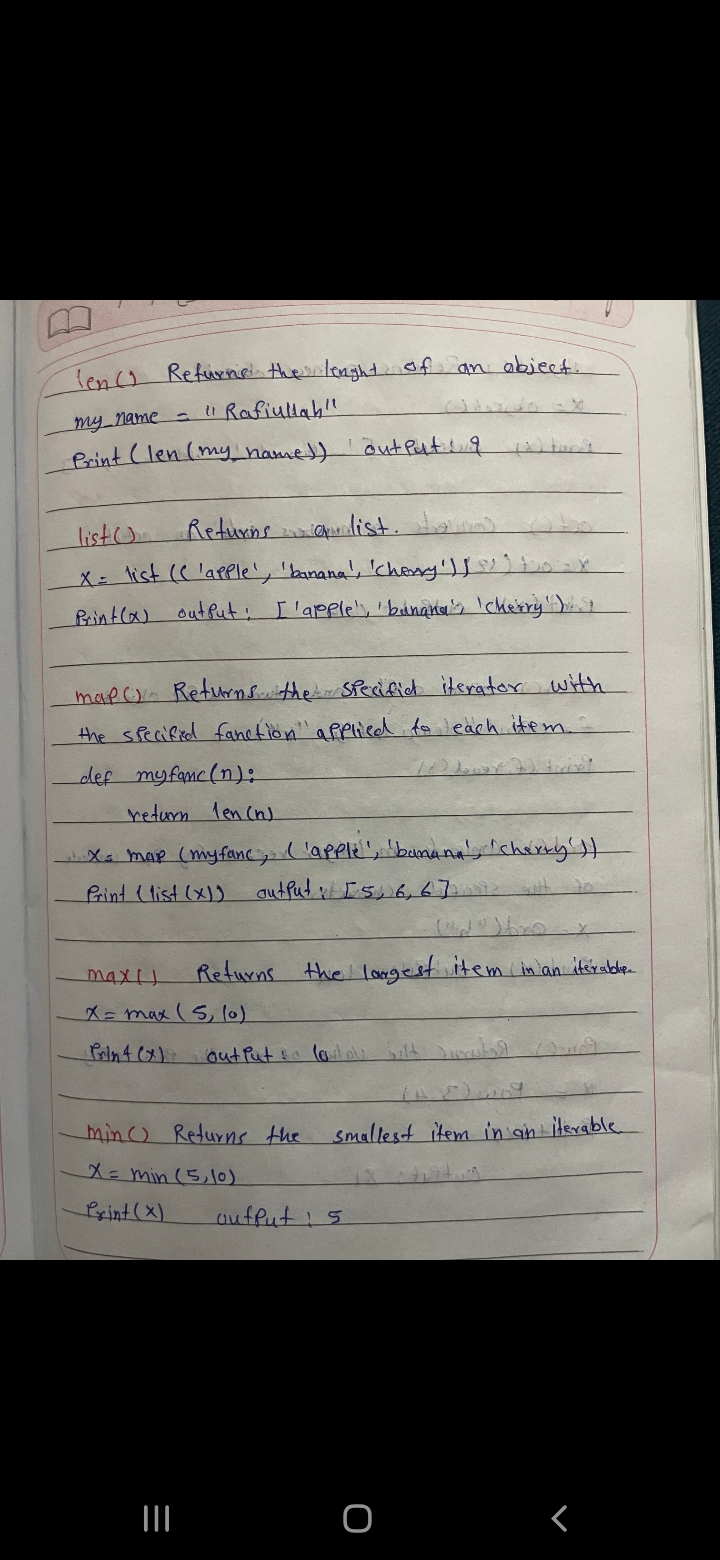 len() Returns the lenght of an object.
my_name = "Rafiullah"
Print (len (my_name)) output: 9
list() Returns a list.
x = list (('apple', 'banana', 'cherry'))
Print(x) output: ['apple', 'banana', 'cherry')
map() Returns the specified iterator with
the specified fanction applied to each item.
def myfanc(n):
return len(n)
x = map (myfanc, ('apple', 'banana', 'cherry'))
Print (list (x)) output: [5, 6, 6]
max() Returns the largest item in an iterable.
x = max (5, 10)
Print (x) output: 10
min() Returns the smallest item in an iterable
x = min (5, 10)
Print (x) output: 5